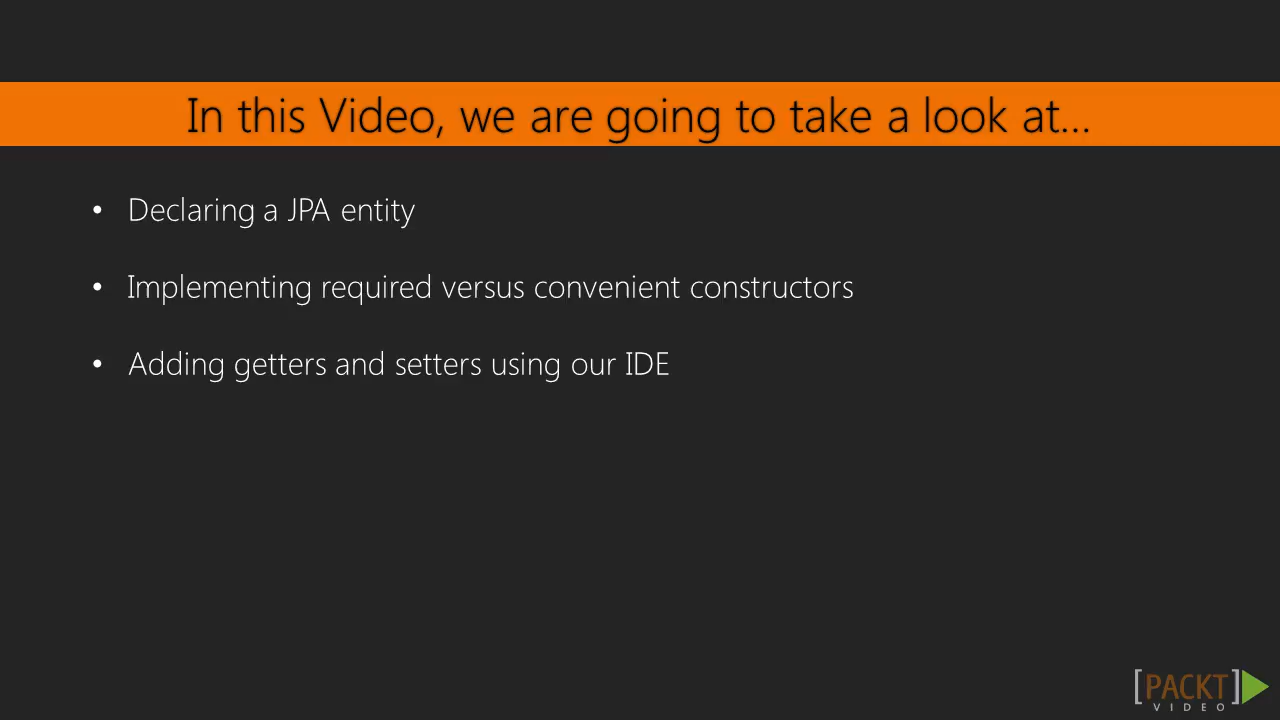 In this Video, we are going to take a look at...
• Declaring a JPA entity
• Implementing required versus convenient constructors
• Adding getters and setters using our IDE
[PACKT]
VIDEO